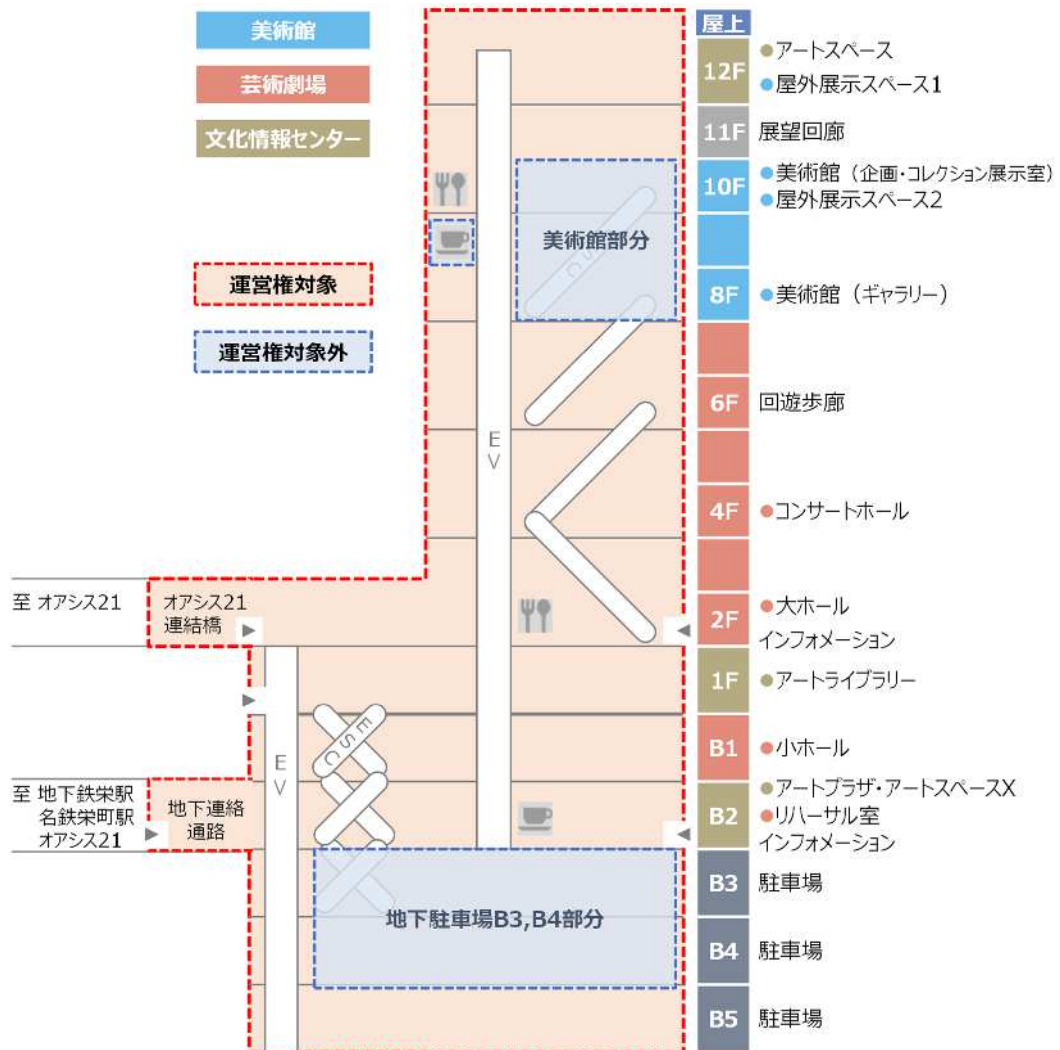 美術館
芸術劇場
文化情報センター
運営権対象
運営権対象外
屋上
12F
●アートスペース
●屋外展示スペース1
11F 展望回廊
10F
●美術館（企画・コレクション展示室）
●屋外展示スペース2
美術館部分
ESC
8F ●美術館（ギャラリー）
6F 回遊歩廊
EV
4F ●コンサートホール
至 オアシス21
オアシス21
連結橋
2F
●大ホール
インフォメーション
1F ●アートライブラリー
ESC
B1 ●小ホール
EV
至 地下鉄栄駅
名鉄栄町駅
オアシス21
地下連絡
通路
B2
●アートプラザ・アートスペースX
●リハーサル室
インフォメーション
B3 駐車場
地下駐車場B3,B4部分
B4 駐車場
B5 駐車場